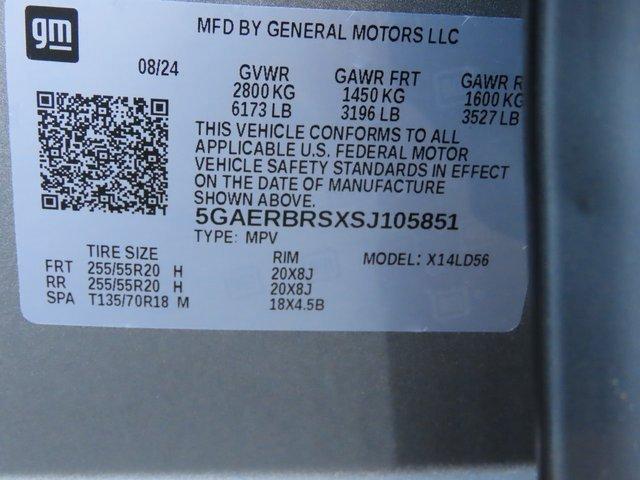 gm
MFD BY GENERAL MOTORS LLC
08/24 GVWR GAWR FRT GAWR R
2800 KG 1450 KG 1600 KG
6173 LB 3196 LB 3527 LB
THIS VEHICLE CONFORMS TO ALL
APPLICABLE U.S. FEDERAL MOTOR
VEHICLE SAFETY STANDARDS IN EFFECT
ON THE DATE OF MANUFACTURE
SHOWN ABOVE.
5GAERBRSXSJ105851
TYPE: MPV
TIRE SIZE RIM MODEL: X14LD56
FRT 255/55R20 H 20X8J
RR 255/55R20 H 20X8J
SPA T135/70R18 M 18X4.5B